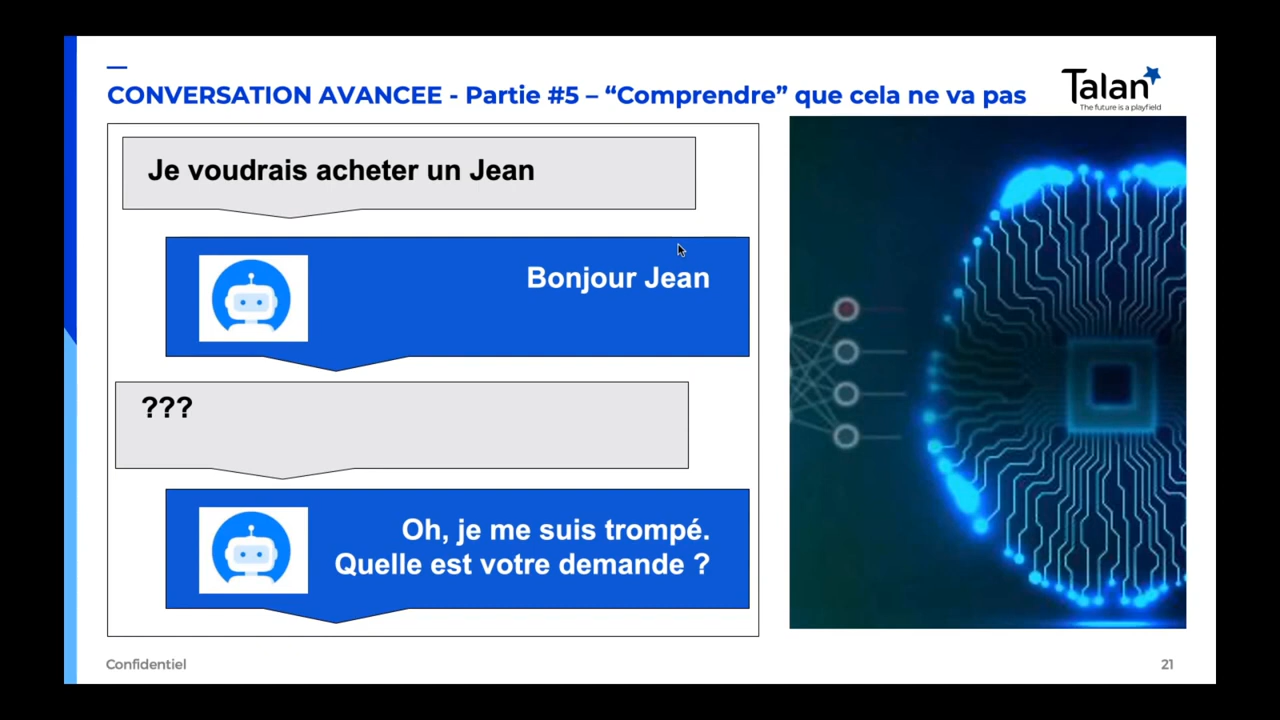 CONVERSATION AVANCEE - Partie #5 – “Comprendre” que cela ne va pas
Talan
The future is a playfield
Je voudrais acheter un Jean
Bonjour Jean
???
Oh, je me suis trompé.
Quelle est votre demande ?
Confidentiel
21